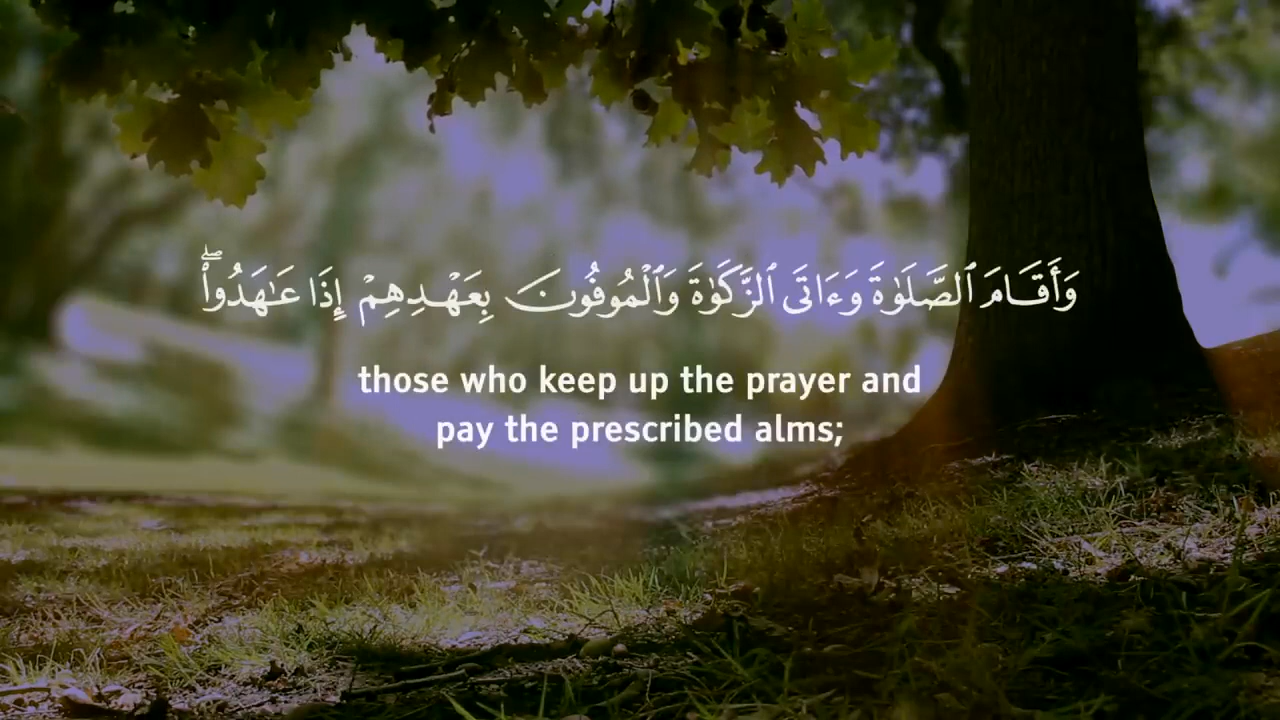 وَأَقَامَ ٱلصَّلَوٰةَ وَءَاتَى ٱلزَّكَوٰةَ وَٱلْمُوفُونَ بِعَهْدِهِمْ إِذَا عَـٰهَدُوا۟ ۖ
those who keep up the prayer and
pay the prescribed alms;